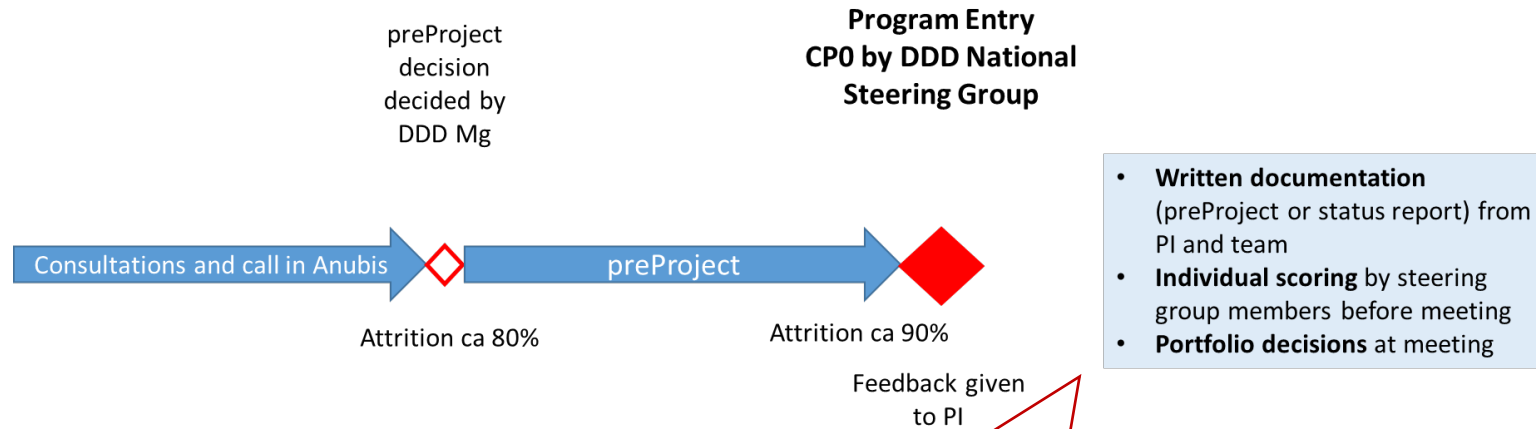 preProject
decision
decided by
DDD Mg
Program Entry
CP0 by DDD National
Steering Group
Consultations and call in Anubis
preProject
Attrition ca 80%
Attrition ca 90%
Feedback given
to PI
• Written documentation
(preProject or status report) from
PI and team
• Individual scoring by steering
group members before meeting
• Portfolio decisions at meeting